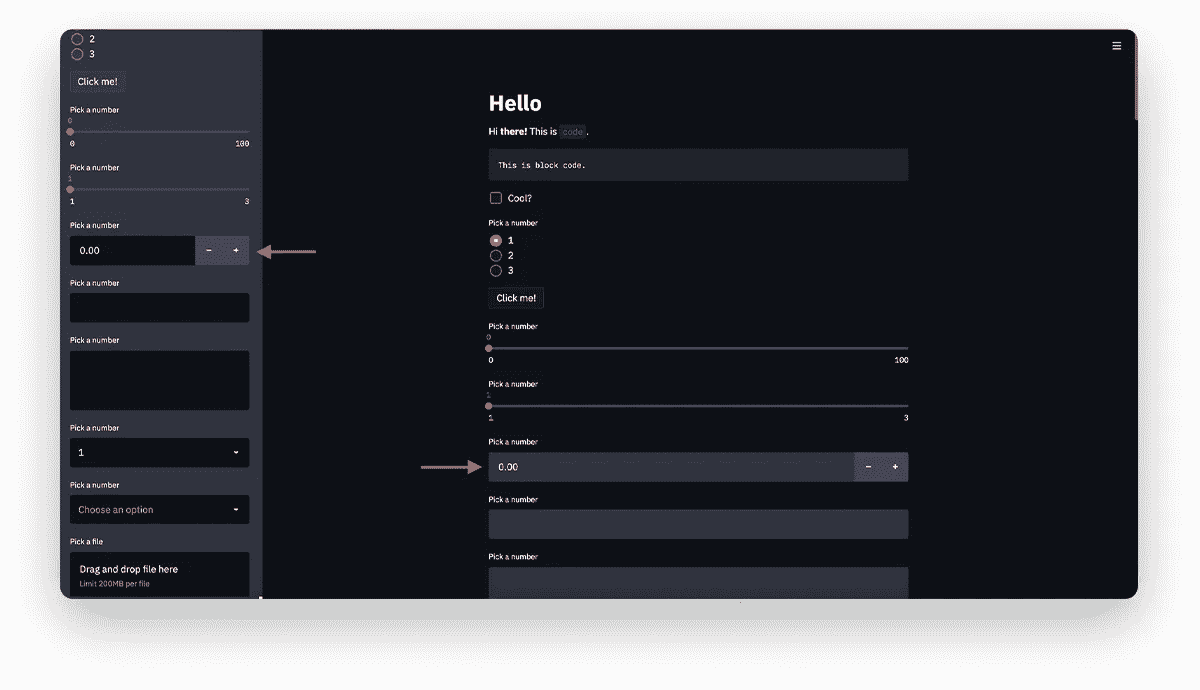 2
3
Click me!
Pick a number
0
0 100
Pick a number
1
1 3
Pick a number
0.00 - +
Pick a number
Pick a number
Pick a number
1
Pick a number
Choose an option
Pick a file
Drag and drop file here
Limit 200MB per file
Hello
Hi there! This is code .
This is block code.
Cool?
Pick a number
1
2
3
Click me!
Pick a number
0
0 100
Pick a number
1
1 3
Pick a number
0.00 - +
Pick a number
Pick a number